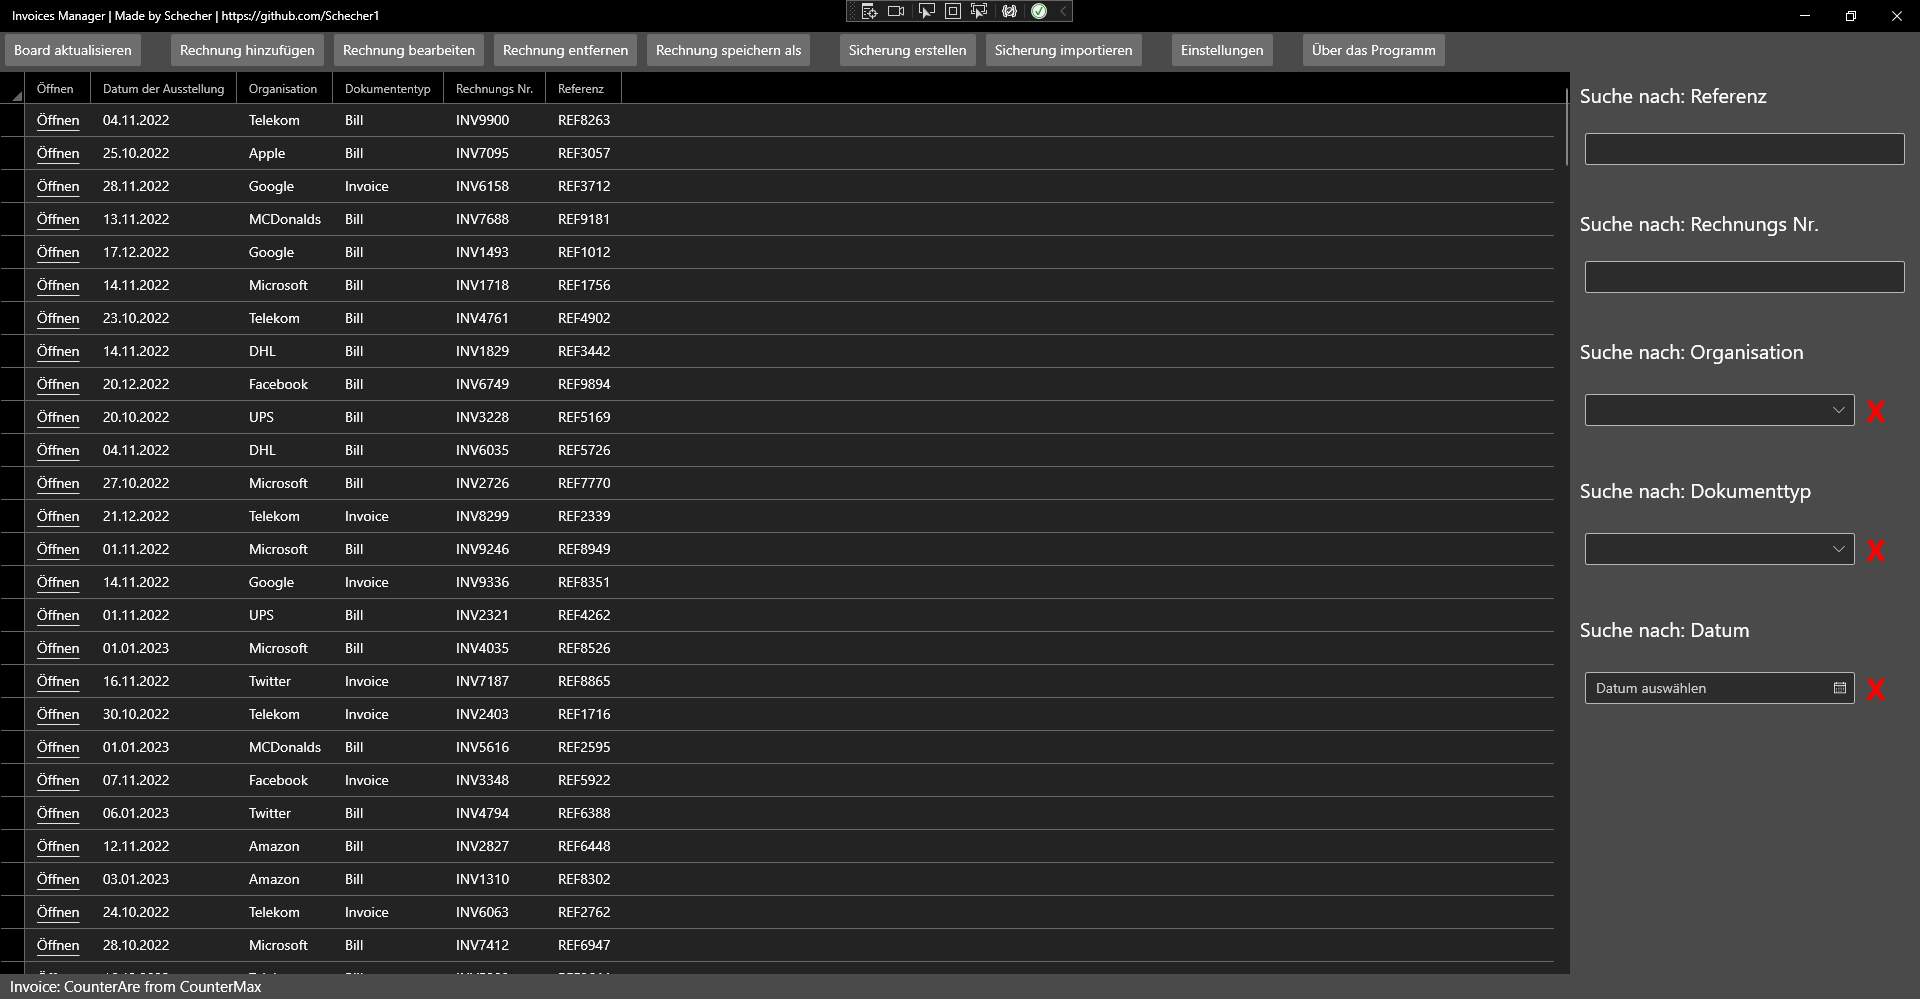 Invoices Manager | Made by Schecher | https://github.com/Schecher1
Board aktualisieren Rechnung hinzufügen Rechnung bearbeiten Rechnung entfernen Rechnung speichern als Sicherung erstellen Sicherung importieren Einstellungen Über das Programm
Öffnen Datum der Ausstellung Organisation Dokumententyp Rechnungs Nr. Referenz
Öffnen 04.11.2022 Telekom Bill INV9900 REF8263
Öffnen 25.10.2022 Apple Bill INV7095 REF3057
Öffnen 28.11.2022 Google Invoice INV6158 REF3712
Öffnen 13.11.2022 MCDonalds Bill INV7688 REF9181
Öffnen 17.12.2022 Google Bill INV1493 REF1012
Öffnen 14.11.2022 Microsoft Bill INV1718 REF1756
Öffnen 23.10.2022 Telekom Bill INV4761 REF4902
Öffnen 14.11.2022 DHL Bill INV1829 REF3442
Öffnen 20.12.2022 Facebook Bill INV6749 REF9894
Öffnen 20.10.2022 UPS Bill INV3228 REF5169
Öffnen 04.11.2022 DHL Bill INV6035 REF5726
Öffnen 27.10.2022 Microsoft Bill INV2726 REF7770
Öffnen 21.12.2022 Telekom Invoice INV8299 REF2339
Öffnen 01.11.2022 Microsoft Bill INV9246 REF8949
Öffnen 14.11.2022 Google Invoice INV9336 REF8351
Öffnen 01.11.2022 UPS Bill INV2321 REF4262
Öffnen 01.01.2023 Microsoft Bill INV4035 REF8526
Öffnen 16.11.2022 Twitter Invoice INV7187 REF8865
Öffnen 30.10.2022 Telekom Invoice INV2403 REF1716
Öffnen 01.01.2023 MCDonalds Bill INV5616 REF2595
Öffnen 07.11.2022 Facebook Invoice INV3348 REF5922
Öffnen 06.01.2023 Twitter Bill INV4794 REF6388
Öffnen 12.11.2022 Amazon Bill INV2827 REF6448
Öffnen 03.01.2023 Amazon Bill INV1310 REF8302
Öffnen 24.10.2022 Telekom Invoice INV6063 REF2762
Öffnen 28.10.2022 Microsoft Bill INV7412 REF6947
Suche nach: Referenz
Suche nach: Rechnungs Nr.
Suche nach: Organisation
X
Suche nach: Dokumenttyp
X
Suche nach: Datum
Datum auswählen X
Invoice: CounterAre from CounterMax